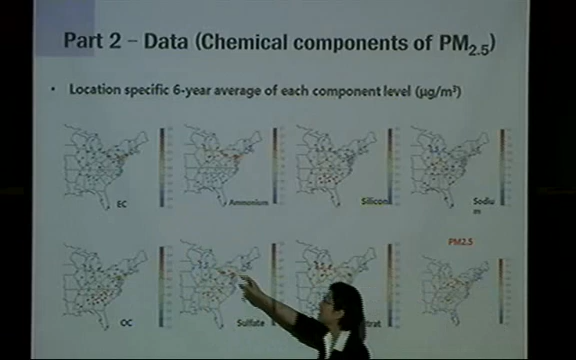 Part 2 – Data (Chemical components of PM2.5)
• Location specific 6-year average of each component level (μg/m³)
EC
Ammonium
Silicon
Sodiu
m
PM2.5
OC
Sulfate
trat